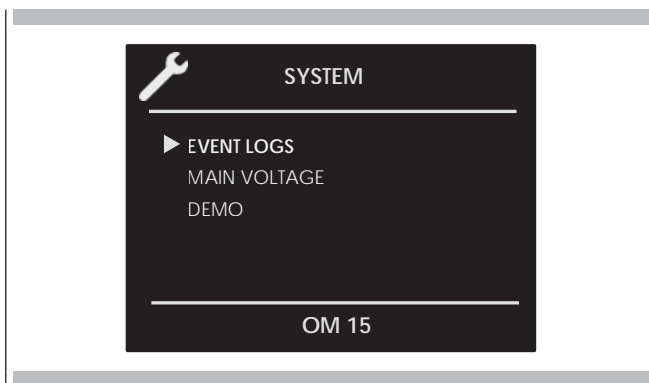 SYSTEM
EVENT LOGS
MAIN VOLTAGE
DEMO
OM 15